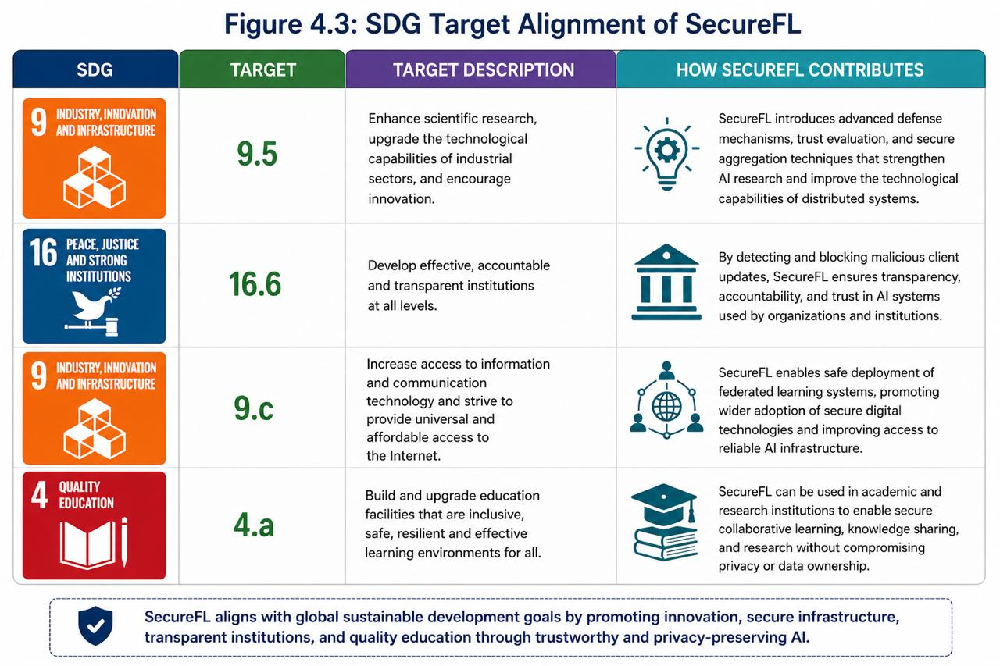 Figure 4.3: SDG Target Alignment of SecureFL
SDG
TARGET
TARGET DESCRIPTION
HOW SECUREFL CONTRIBUTES
9 INDUSTRY, INNOVATION
AND INFRASTRUCTURE
9.5
Enhance scientific research,
upgrade the technological
capabilities of industrial
sectors, and encourage
innovation.
SecureFL introduces advanced defense
mechanisms, trust evaluation, and secure
aggregation techniques that strengthen
AI research and improve the technological
capabilities of distributed systems.
16 PEACE, JUSTICE
AND STRONG
INSTITUTIONS
16.6
Develop effective, accountable
and transparent institutions
at all levels.
By detecting and blocking malicious client
updates, SecureFL ensures transparency,
accountability, and trust in AI systems
used by organizations and institutions.
9 INDUSTRY, INNOVATION
AND INFRASTRUCTURE
9.c
Increase access to information
and communication
technology and strive to
provide universal and
affordable access to
the Internet.
SecureFL enables safe deployment of
federated learning systems, promoting
wider adoption of secure digital
technologies and improving access to
reliable AI infrastructure.
4 QUALITY
EDUCATION
4.a
Build and upgrade education
facilities that are inclusive,
safe, resilient and effective
learning environments for all.
SecureFL can be used in academic and
research institutions to enable secure
collaborative learning, knowledge sharing,
and research without compromising
privacy or data ownership.
SecureFL aligns with global sustainable development goals by promoting innovation, secure infrastructure,
transparent institutions, and quality education through trustworthy and privacy-preserving AI.